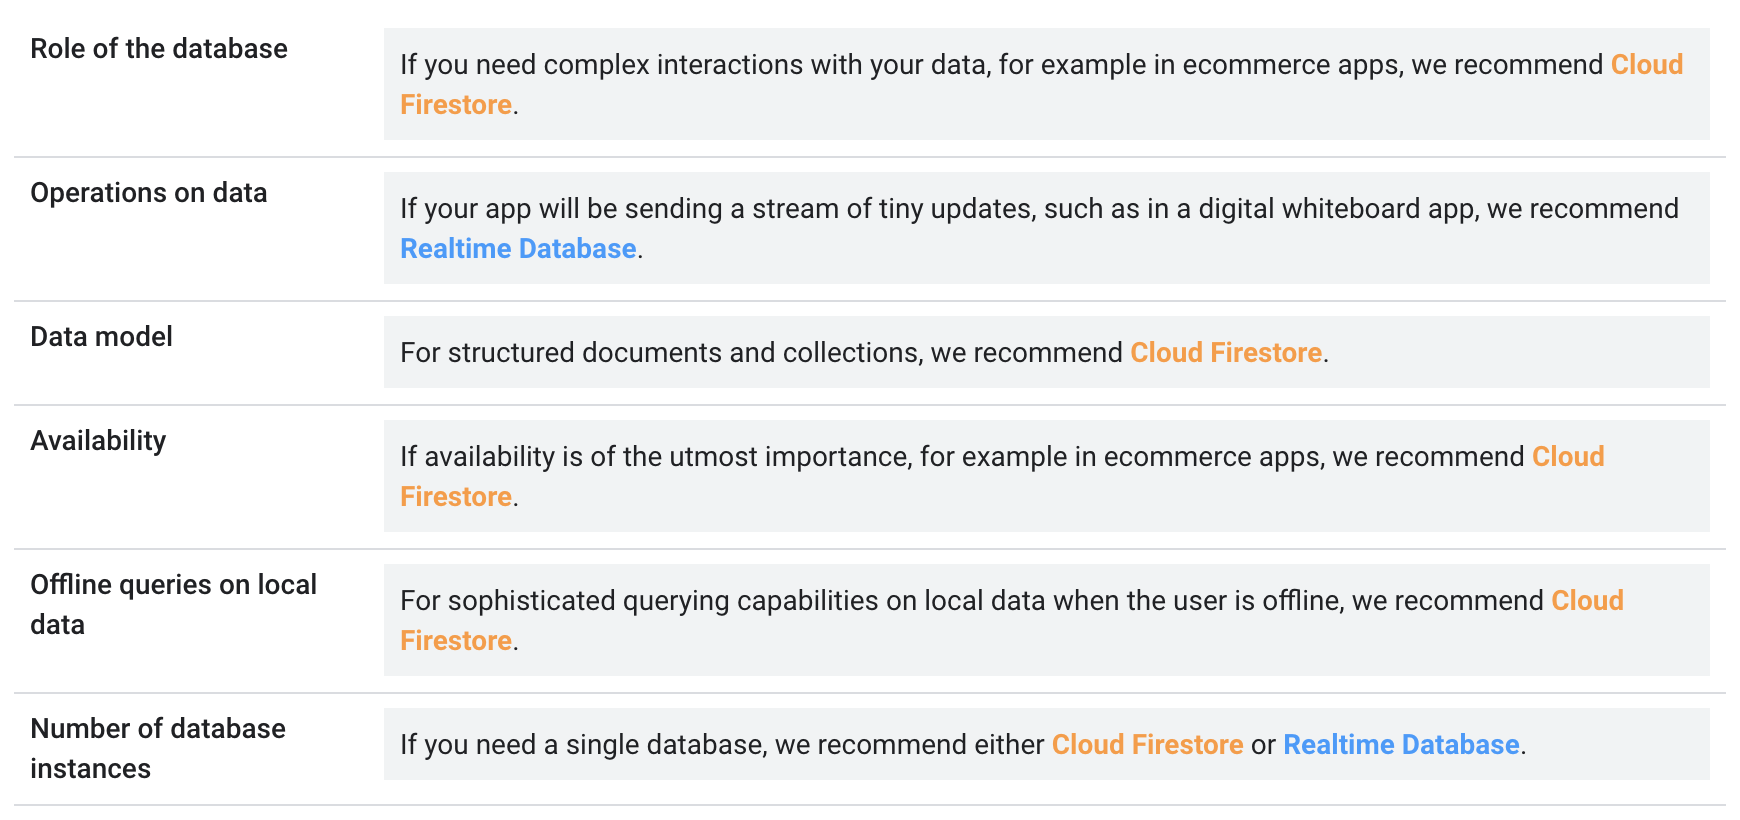 Role of the database
If you need complex interactions with your data, for example in ecommerce apps, we recommend Cloud
Firestore.
Operations on data
If your app will be sending a stream of tiny updates, such as in a digital whiteboard app, we recommend
Realtime Database.
Data model
For structured documents and collections, we recommend Cloud Firestore.
Availability
If availability is of the utmost importance, for example in ecommerce apps, we recommend Cloud
Firestore.
Offline queries on local
data
For sophisticated querying capabilities on local data when the user is offline, we recommend Cloud
Firestore.
Number of database
instances
If you need a single database, we recommend either Cloud Firestore or Realtime Database.